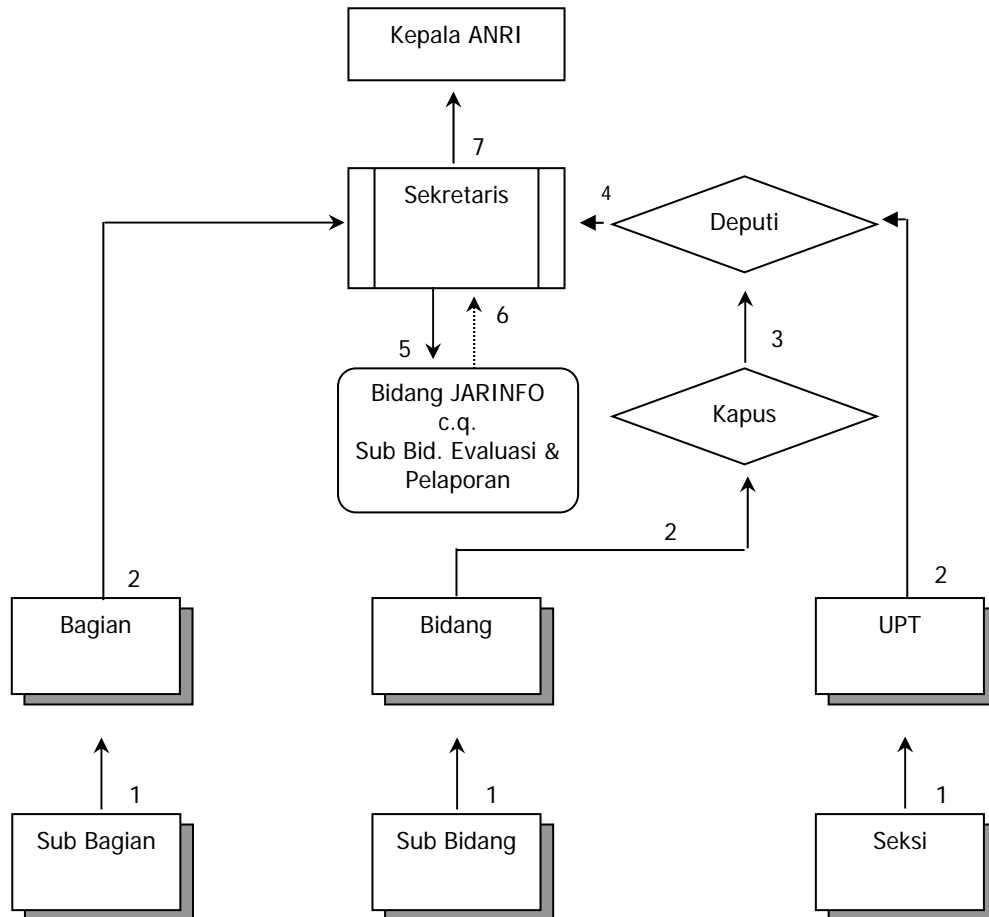 Kepala ANRI
7
Sekretaris
4
Deputi
5
6
3
Bidang JARINFO
c.q.
Sub Bid. Evaluasi &
Pelaporan
Kapus
2
2
2
Bagian
Bidang
UPT
1
1
1
Sub Bagian
Sub Bidang
Seksi